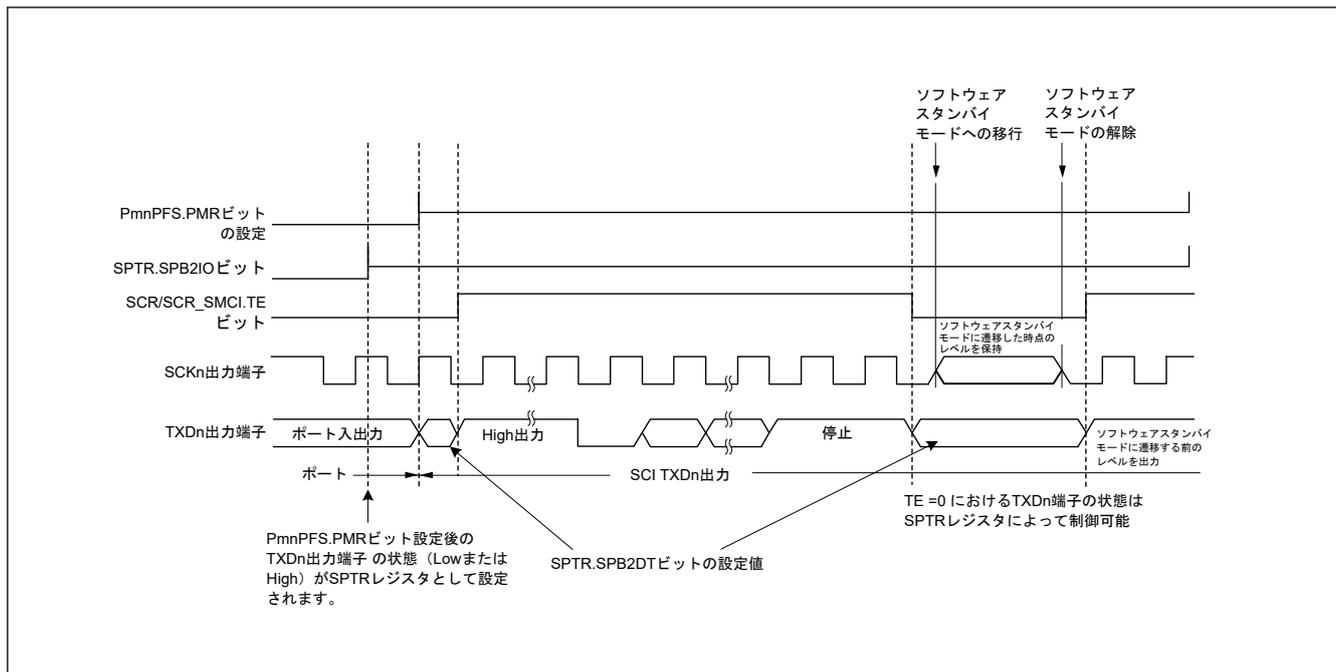 ソフトウェア
スタンバイ
モードへの移行
ソフトウェア
スタンバイ
モードの解除
PmnPFS.PMRビット
の設定
SPTR.SPB2IOビット
SCR/SCR_SMCI.TE
ビット
ソフトウェアスタンバイ
モードに遷移した時点の
レベルを保持
SCKn出力端子
TXDn出力端子
ポート入出力
High出力
停止
ソフトウェアスタンバイ
モードに遷移する前の
レベルを出力
ポート
SCI TXDn出力
TE =0 におけるTXDn端子の状態は
SPTRレジスタによって制御可能
PmnPFS.PMRビット設定後の
TXDn出力端子 の状態（Lowまたは
High）がSPTRレジスタとして設定
されます。
SPTR.SPB2DTビットの設定値